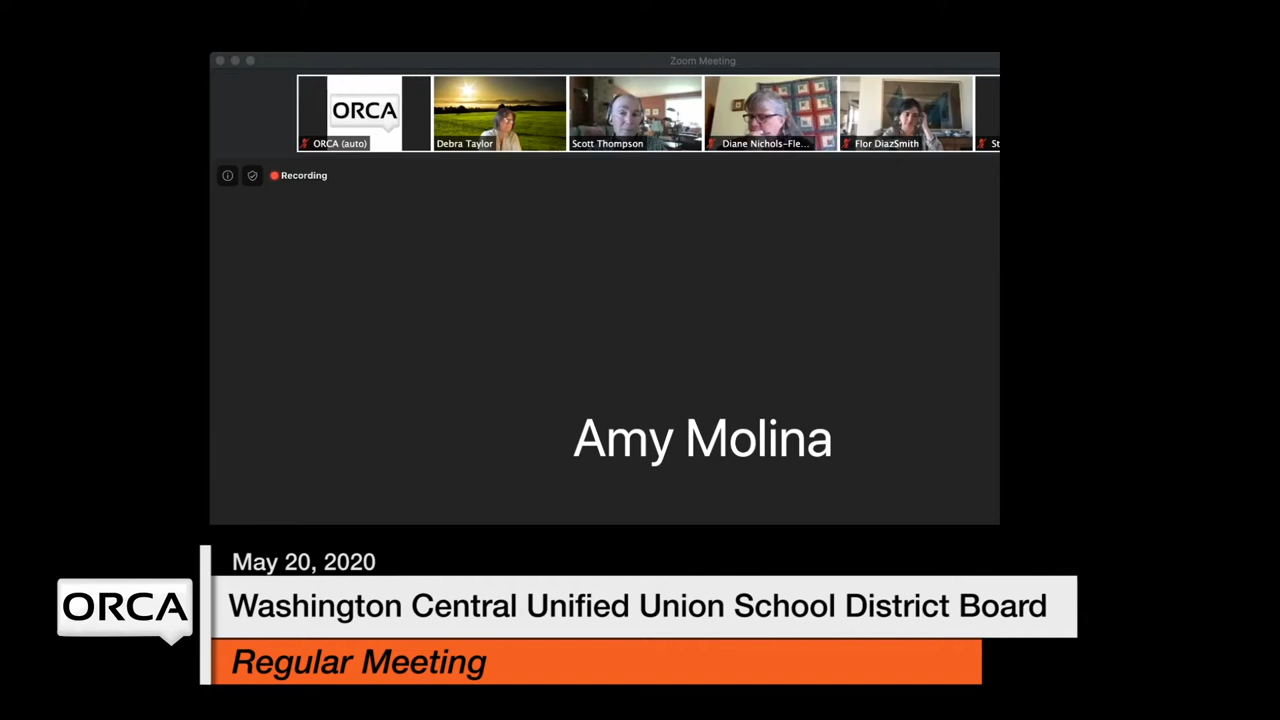 Zoom Meeting
ORCA
ORCA (auto)
Debra Taylor
Scott Thompson
Diane Nichols-Fle...
Flor DiazSmith
St
Recording
Amy Molina
May 20, 2020
ORCA
Washington Central Unified Union School District Board
Regular Meeting